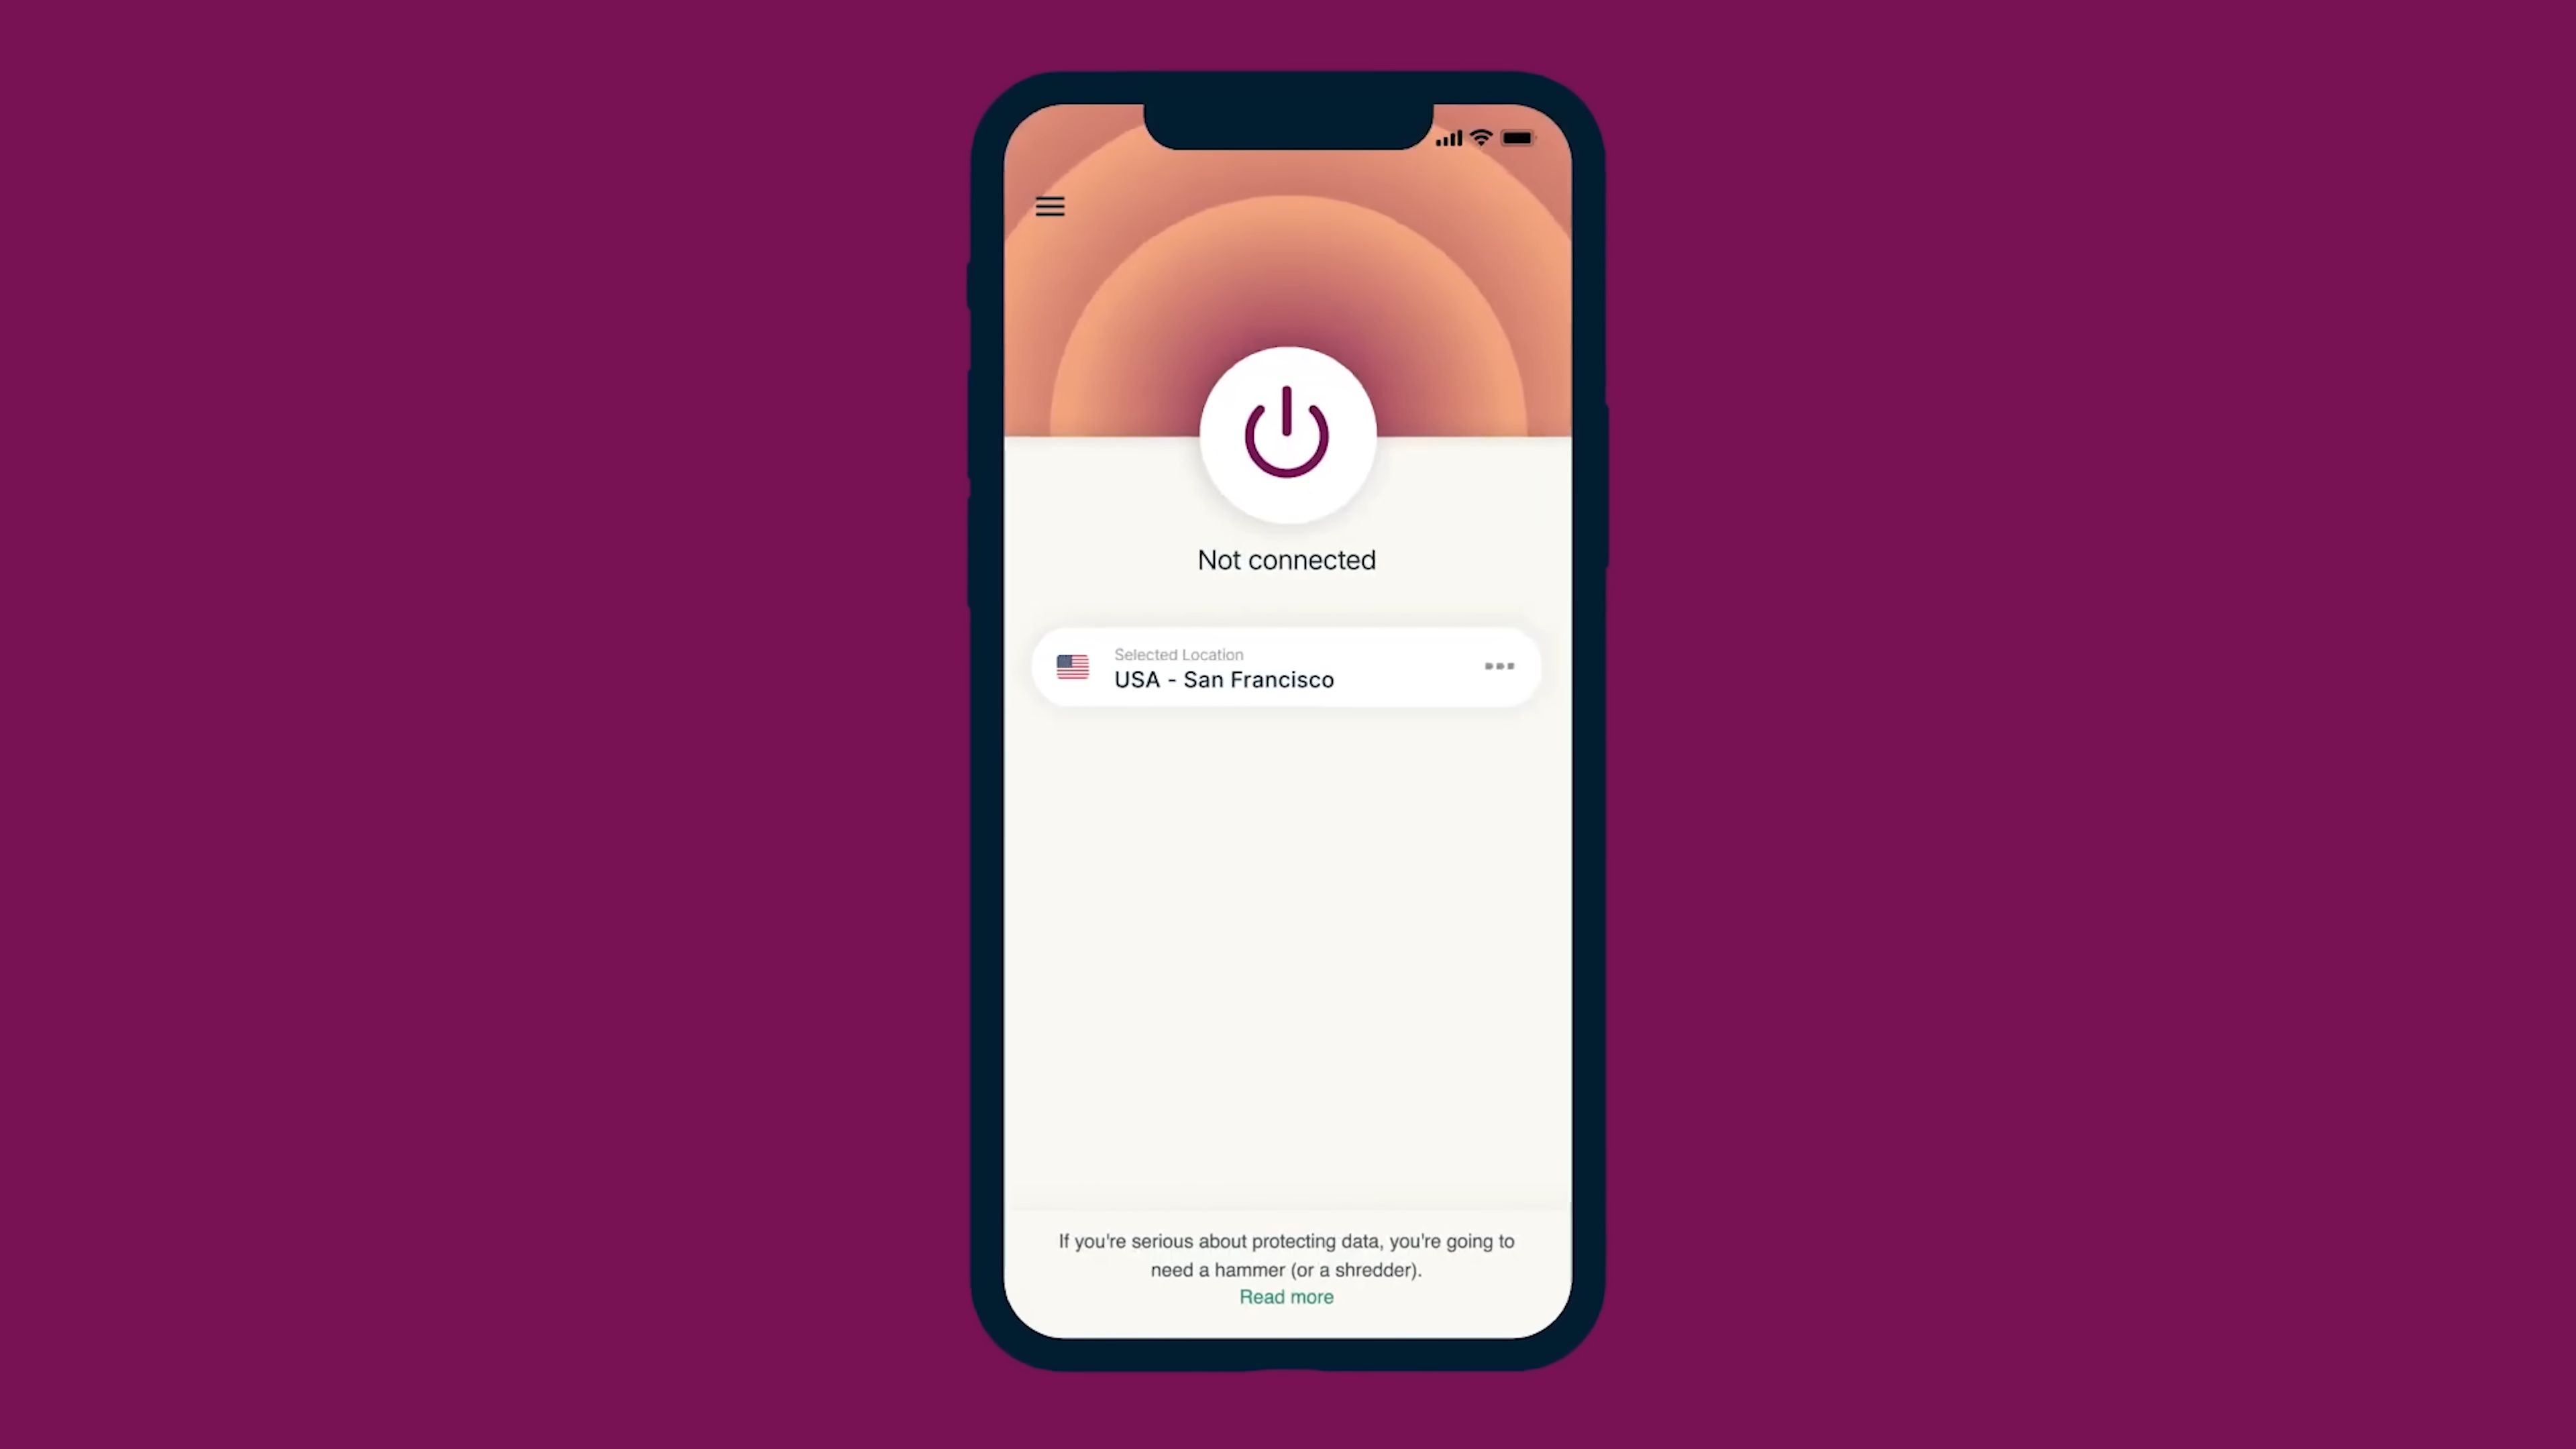 Not connected
Selected Location
USA - San Francisco
If you're serious about protecting data, you're going to
need a hammer (or a shredder).
Read more